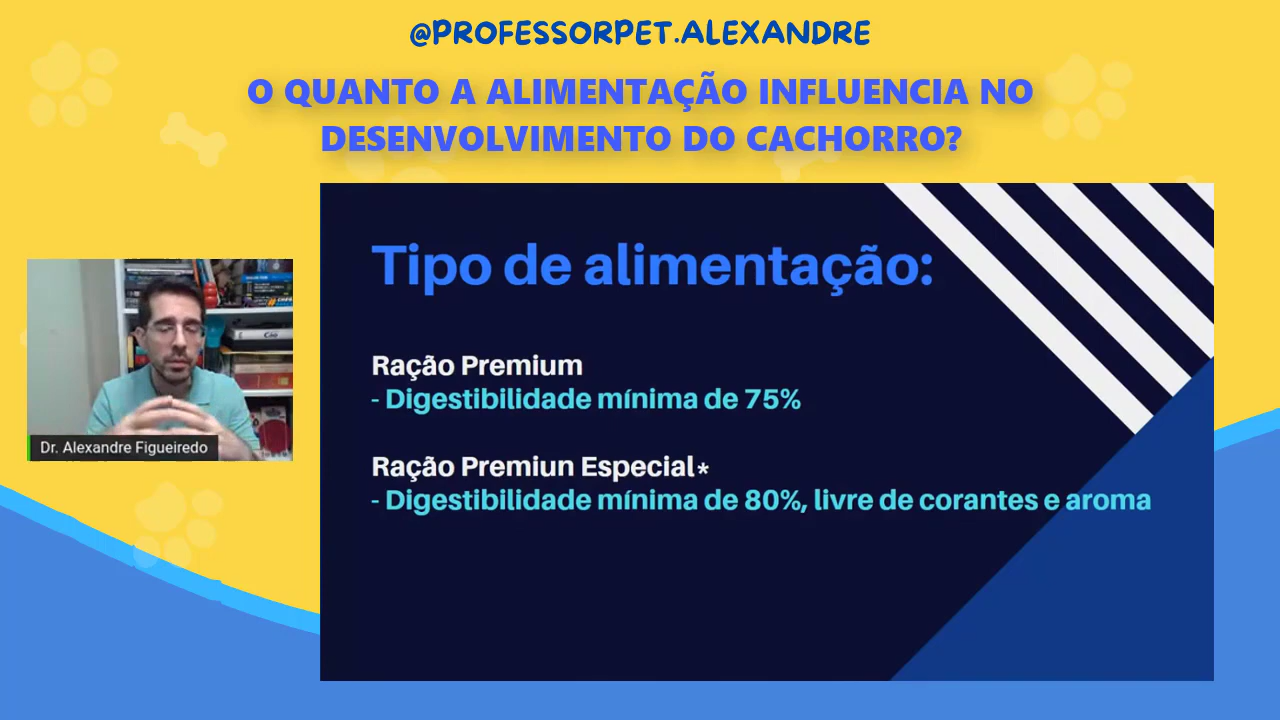 @PROFESSORPET.ALEXANDRE
O QUANTO A ALIMENTAÇÃO INFLUENCIA NO
DESENVOLVIMENTO DO CACHORRO?
Tipo de alimentação:
Ração Premium
- Digestibilidade mínima de 75%
Ração Premiun Especial*
- Digestibilidade mínima de 80%, livre de corantes e aroma
Cão
Dr. Alexandre Figueiredo